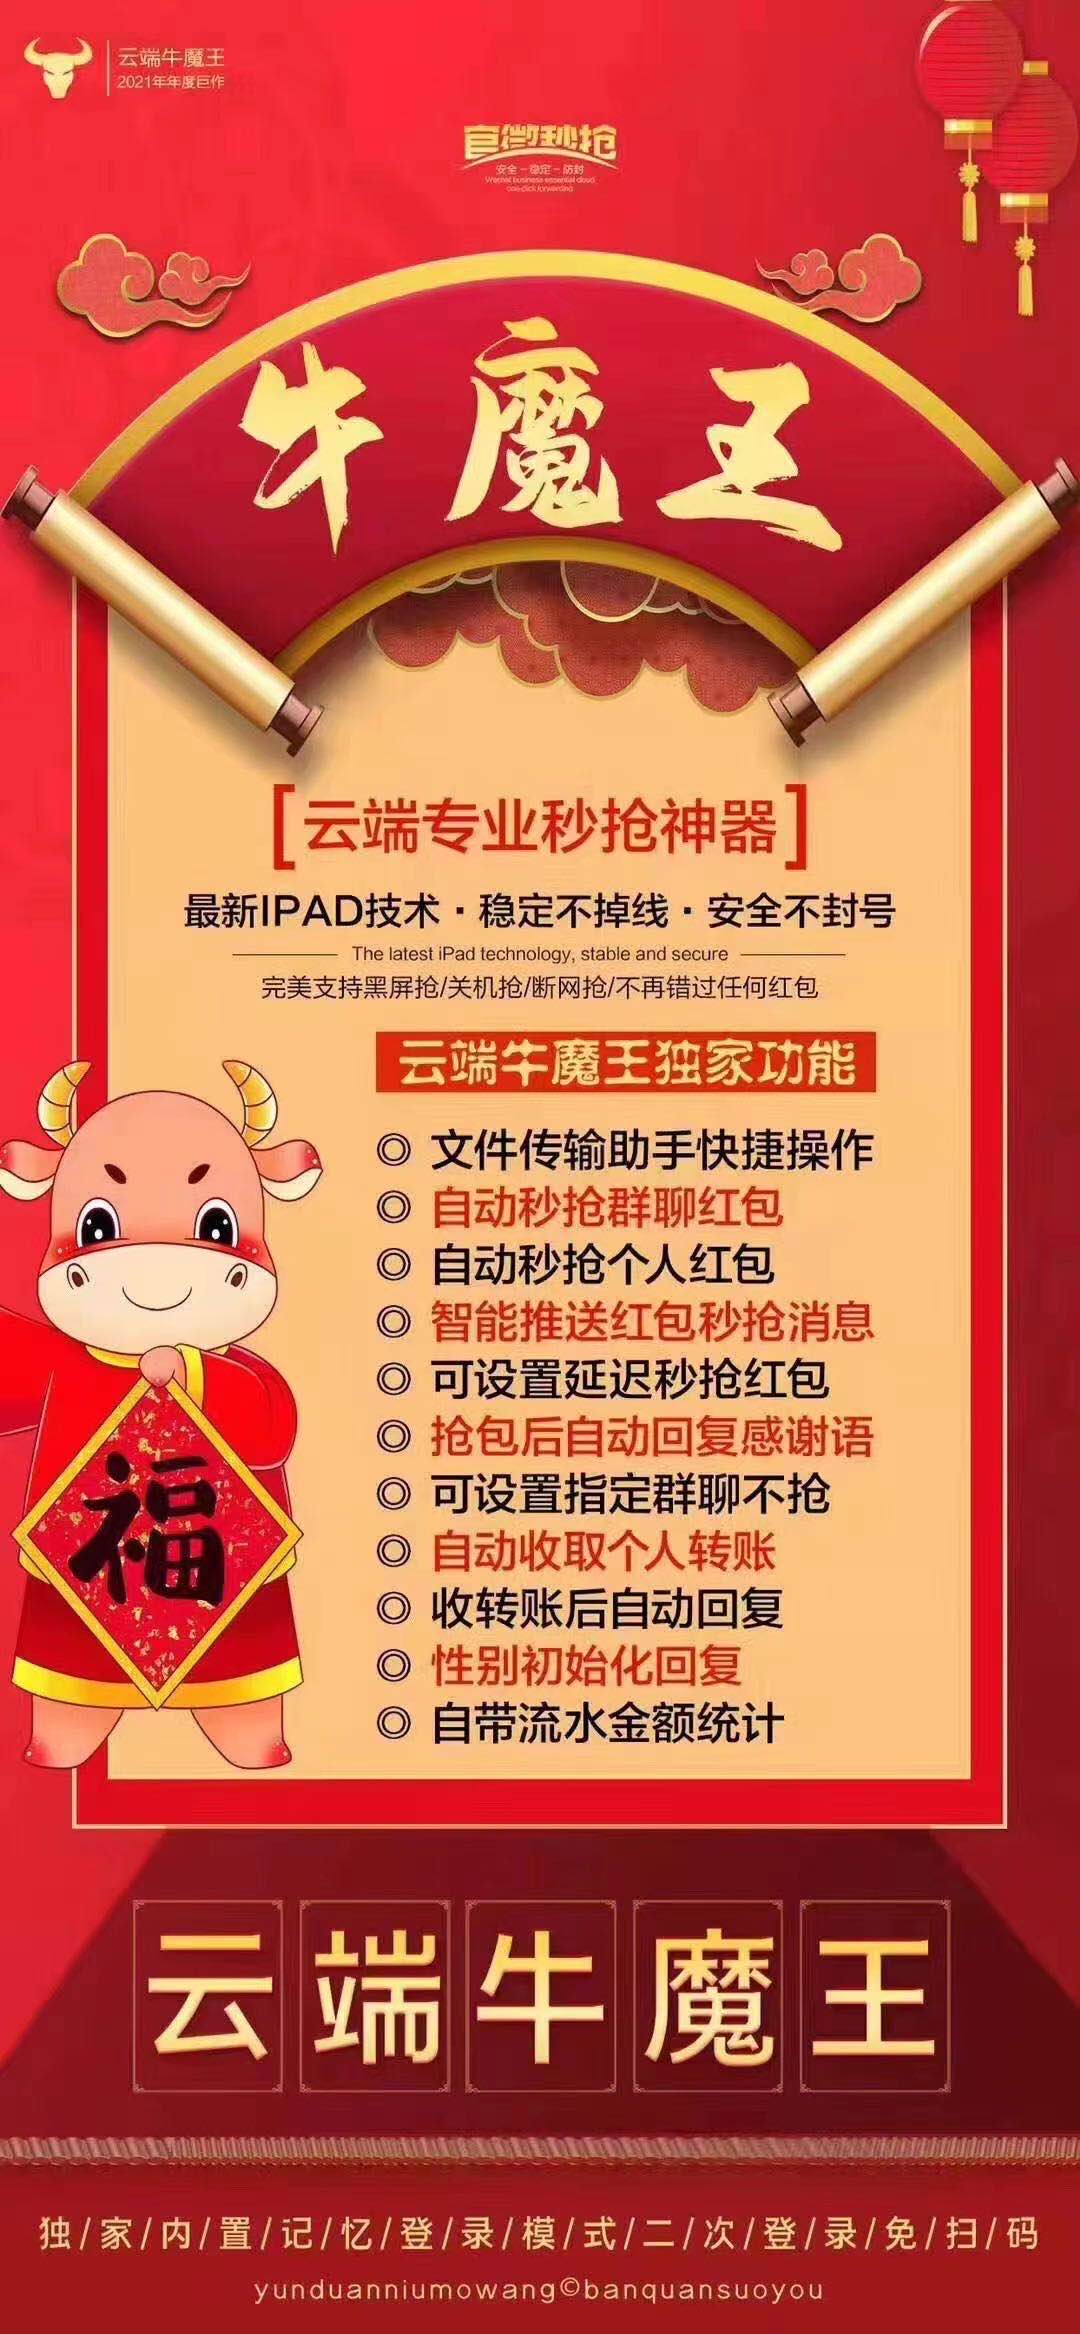 云端牛魔王
2021年年度巨作
官微秒抢
安全－稳定－防封
Wechat business essential cloud
one-click forwarding
牛魔王
[云端专业秒抢神器]
最新IPAD技术·稳定不掉线·安全不封号
The latest iPad technology, stable and secure
完美支持黑屏抢/关机抢/断网抢/不再错过任何红包
云端牛魔王独家功能
◎ 文件传输助手快捷操作
◎ 自动秒抢群聊红包
◎ 自动秒抢个人红包
◎ 智能推送红包秒抢消息
◎ 可设置延迟秒抢红包
◎ 抢包后自动回复感谢语
◎ 可设置指定群聊不抢
◎ 自动收取个人转账
◎ 收转账后自动回复
◎ 性别初始化回复
◎ 自带流水金额统计
福
云端牛魔王
独/家/内/置/记/忆/登/录/模/式/二/次/登/录/免/扫/码
yunduanniumowang©banquansuoyou